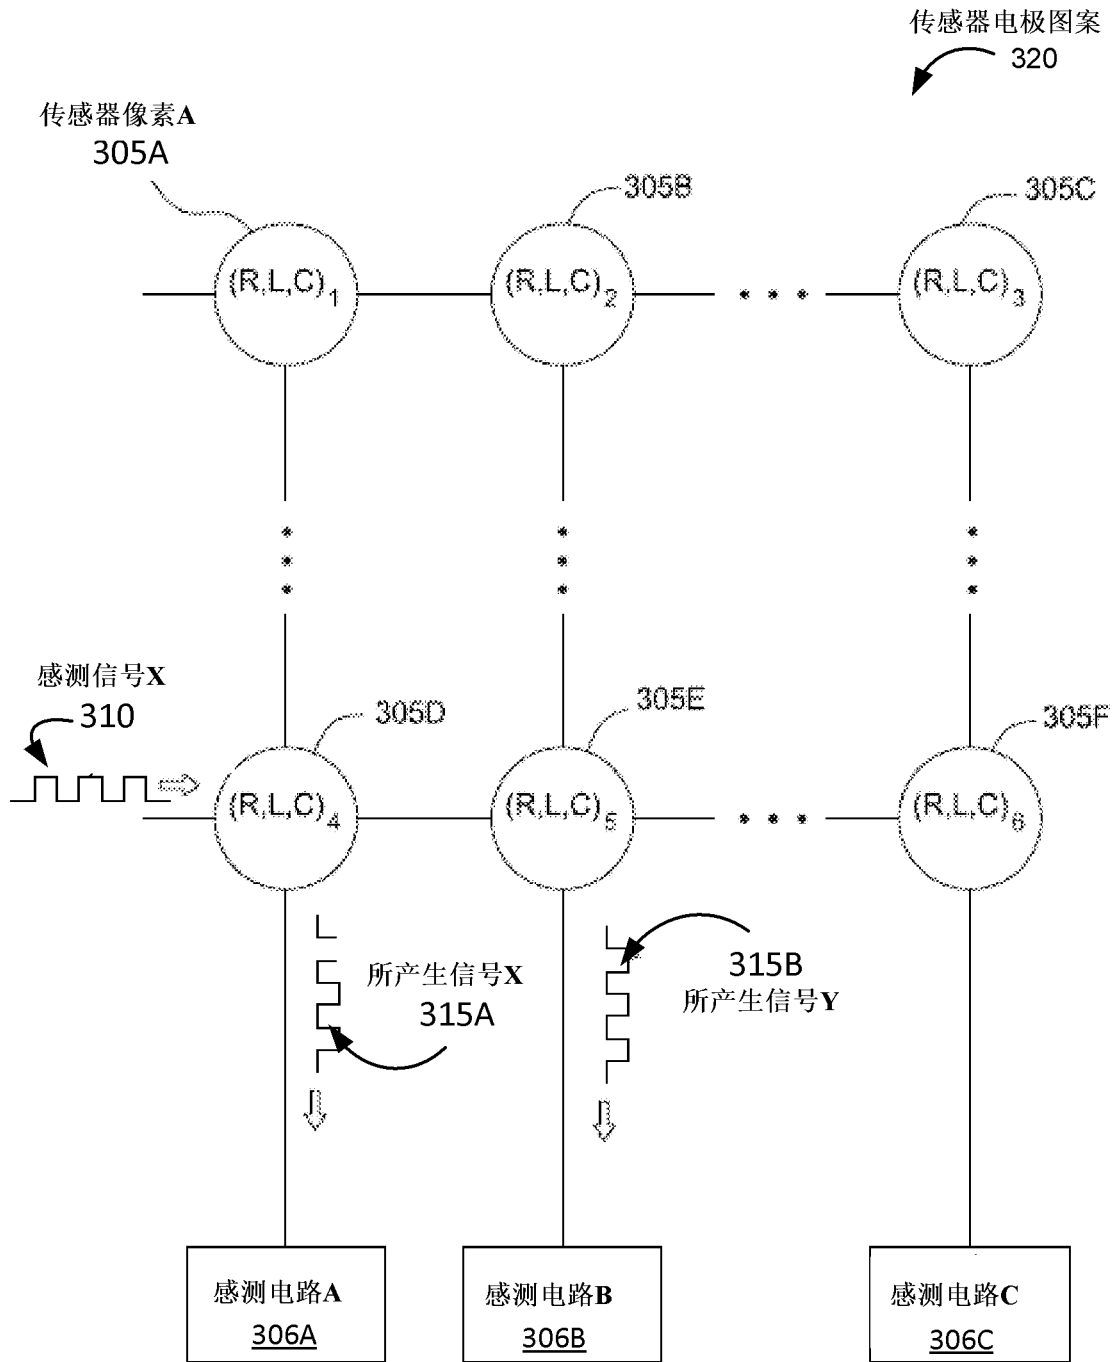 传感器电极图案
320
传感器像素A
305A
305B
305C
(R,L,C)1
(R,L,C)2
(R,L,C)3
感测信号X
310
305D
305E
305F
(R,L,C)4
(R,L,C)5
(R,L,C)6
所产生信号X
315A
315B
所产生信号Y
感测电路A
306A
感测电路B
306B
感测电路C
306C